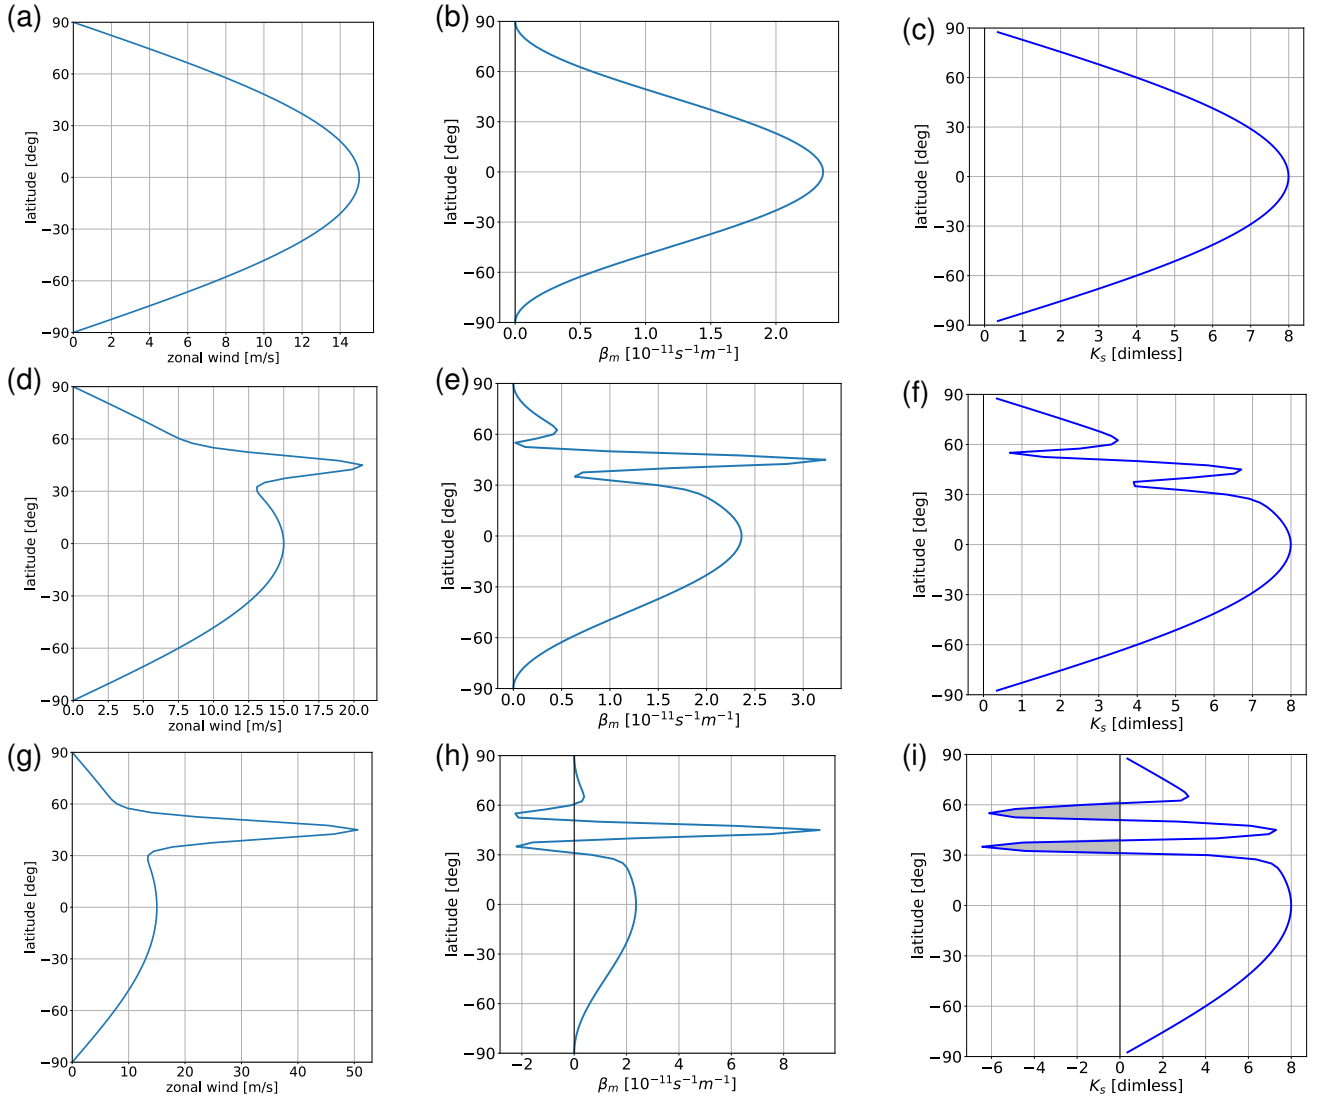 (a)
90
60
30
0
−30
−60
−90
latitude [deg]
0 2 4 6 8 10 12 14
zonal wind [m/s]
(b)
90
60
30
0
−30
−60
−90
latitude [deg]
0.0 0.5 1.0 1.5 2.0
βm [10−11s−1m−1]
(c)
90
60
30
0
−30
−60
−90
latitude [deg]
0 1 2 3 4 5 6 7 8
Ks [dimless]
(d)
90
60
30
0
−30
−60
−90
latitude [deg]
0.0 2.5 5.0 7.5 10.0 12.5 15.0 17.5 20.0
zonal wind [m/s]
(e)
90
60
30
0
−30
−60
−90
latitude [deg]
0.0 0.5 1.0 1.5 2.0 2.5 3.0
βm [10−11s−1m−1]
(f)
90
60
30
0
−30
−60
−90
latitude [deg]
0 1 2 3 4 5 6 7 8
Ks [dimless]
(g)
90
60
30
0
−30
−60
−90
latitude [deg]
0 10 20 30 40 50
zonal wind [m/s]
(h)
90
60
30
0
−30
−60
−90
latitude [deg]
−2 0 2 4 6 8
βm [10−11s−1m−1]
(i)
90
60
30
0
−30
−60
−90
latitude [deg]
−6 −4 −2 0 2 4 6 8
Ks [dimless]